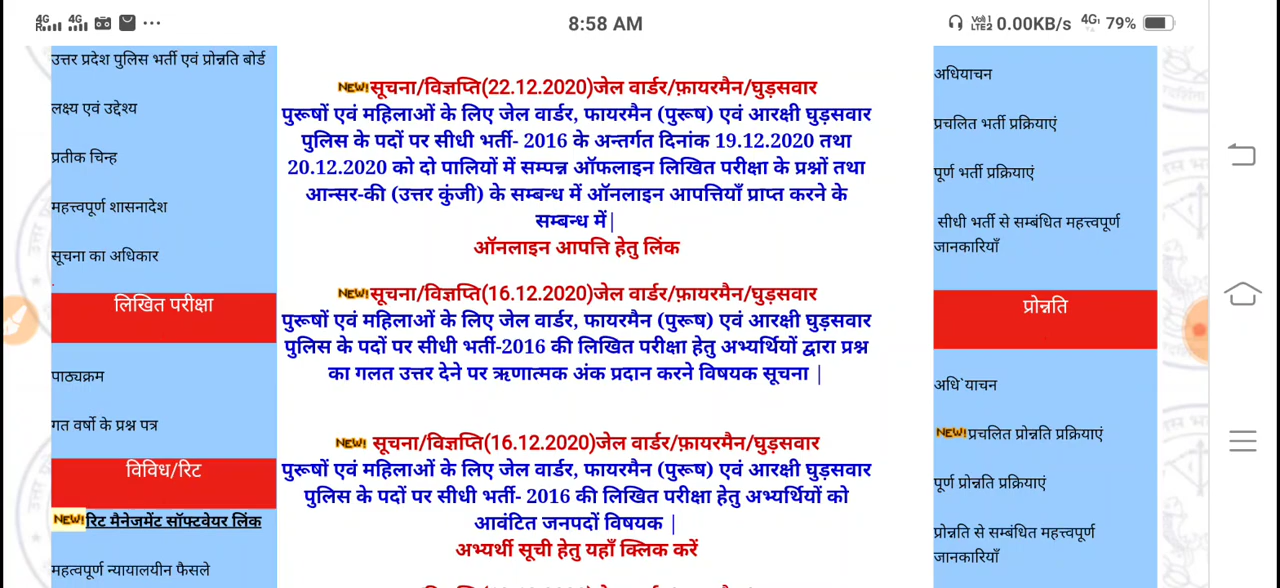 4G
R
4G
8:58 AM
Vo)) 1
LTE2
0.00KB/s
4G
79%
उत्तर प्रदेश पुलिस भर्ती एवं प्रोन्नति बोर्ड
लक्ष्य एवं उद्देश्य
प्रतीक चिन्ह
महत्त्वपूर्ण शासनादेश
सूचना का अधिकार
लिखित परीक्षा
पाठ्यक्रम
गत वर्षो के प्रश्न पत्र
विविध/रिट
NEW! रिट मैनेजमेंट सॉफ्टवेयर लिंक
महत्वपूर्ण न्यायालयीन फैसले
NEW! सूचना/विज्ञप्ति(22.12.2020)जेल वार्डर/फ़ायरमैन/घुड़सवार
पुरूषों एवं महिलाओं के लिए जेल वार्डर, फायरमैन (पुरूष) एवं आरक्षी घुड़सवार
पुलिस के पदों पर सीधी भर्ती- 2016 के अन्तर्गत दिनांक 19.12.2020 तथा
20.12.2020 को दो पालियों में सम्पन्न ऑफलाइन लिखित परीक्षा के प्रश्नों तथा
आन्सर-की (उत्तर कुंजी) के सम्बन्ध में ऑनलाइन आपत्तियाँ प्राप्त करने के
सम्बन्ध में|
ऑनलाइन आपत्ति हेतु लिंक
NEW! सूचना/विज्ञप्ति(16.12.2020)जेल वार्डर/फ़ायरमैन/घुड़सवार
पुरूषों एवं महिलाओं के लिए जेल वार्डर, फायरमैन (पुरूष) एवं आरक्षी घुड़सवार
पुलिस के पदों पर सीधी भर्ती-2016 की लिखित परीक्षा हेतु अभ्यर्थियों द्वारा प्रश्न
का गलत उत्तर देने पर ऋणात्मक अंक प्रदान करने विषयक सूचना |
NEW! सूचना/विज्ञप्ति(16.12.2020)जेल वार्डर/फ़ायरमैन/घुड़सवार
पुरूषों एवं महिलाओं के लिए जेल वार्डर, फायरमैन (पुरूष) एवं आरक्षी घुड़सवार
पुलिस के पदों पर सीधी भर्ती- 2016 की लिखित परीक्षा हेतु अभ्यर्थियों को
आवंटित जनपदों विषयक |
अभ्यर्थी सूची हेतु यहाँ क्लिक करें
अधियाचन
प्रचलित भर्ती प्रक्रियाएं
पूर्ण भर्ती प्रक्रियाएं
सीधी भर्ती से सम्बंधित महत्त्वपूर्ण
जानकारियाँ
प्रोन्नति
अधि`याचन
NEW! प्रचलित प्रोन्नति प्रक्रियाएं
पूर्ण प्रोन्नति प्रक्रियाएं
प्रोन्नति से सम्बंधित महत्त्वपूर्ण
जानकारियाँ